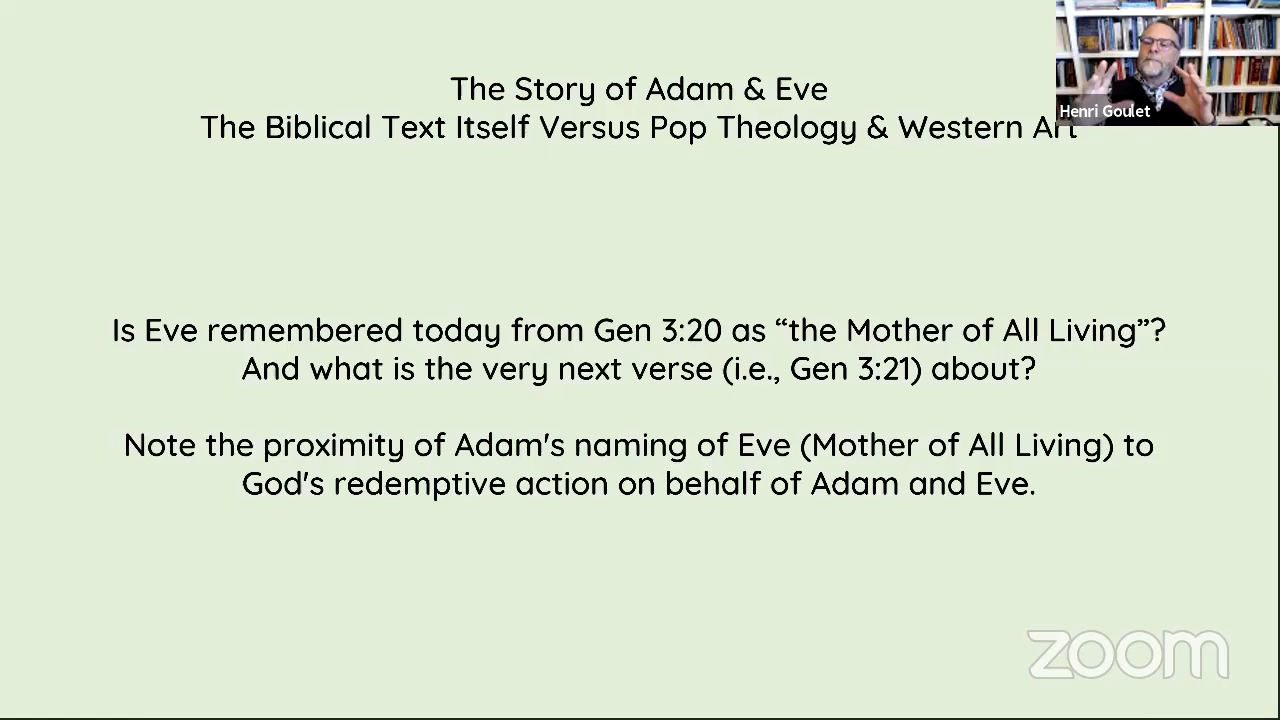 The Story of Adam & Eve
The Biblical Text Itself Versus Pop Theology & Western Art
Henri Goulet
Is Eve remembered today from Gen 3:20 as “the Mother of All Living”?
And what is the very next verse (i.e., Gen 3:21) about?
Note the proximity of Adam's naming of Eve (Mother of All Living) to
God's redemptive action on behalf of Adam and Eve.
zoom